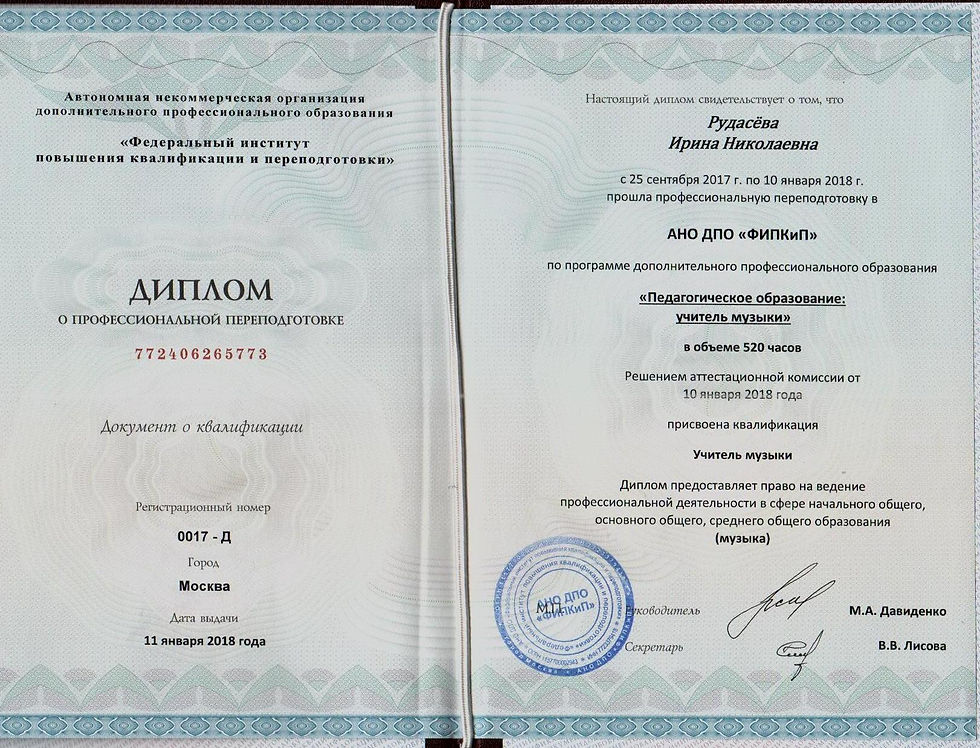 Автономная некоммерческая организация
дополнительного профессионального образования
«Федеральный институт
повышения квалификации и переподготовки»
ДИПЛОМ
О ПРОФЕССИОНАЛЬНОЙ ПЕРЕПОДГОТОВКЕ
772406265773
Документ о квалификации
Регистрационный номер
0017 - Д
Город
Москва
Дата выдачи
11 января 2018 года
Настоящий диплом свидетельствует о том, что
Рудасёва
Ирина Николаевна
с 25 сентября 2017 г. по 10 января 2018 г.
прошла профессиональную переподготовку в
АНО ДПО «ФИПКиП»
по программе дополнительного профессионального образования
«Педагогическое образование:
учитель музыки»
в объеме 520 часов
Решением аттестационной комиссии от
10 января 2018 года
присвоена квалификация
Учитель музыки
Диплом предоставляет право на ведение
профессиональной деятельности в сфере начального общего,
основного общего, среднего общего образования
(музыка)
М.П.
АНО ДПО
«ФИПКиП»
Руководитель
М.А. Давиденко
Секретарь
В.В. Лисова